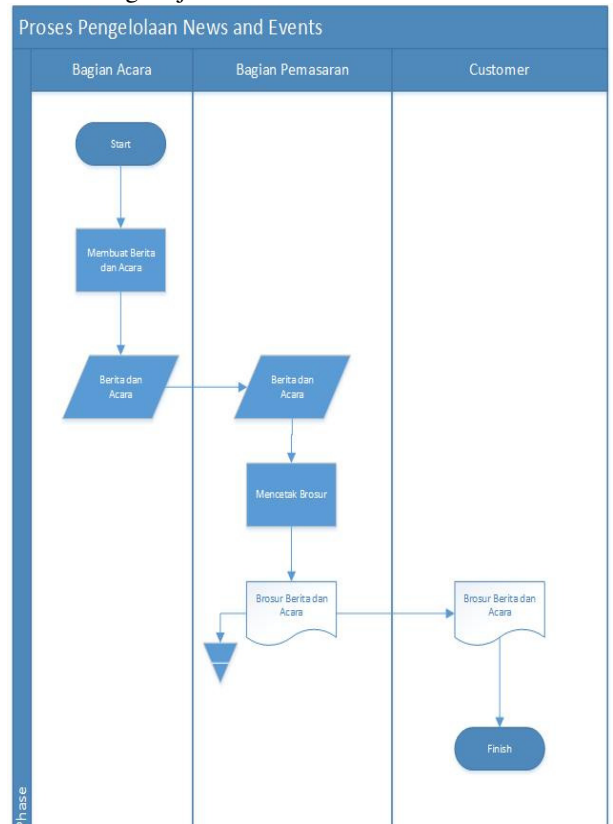 Proses Pengelolaan News and Events
Bagian Acara
Bagian Pemasaran
Customer
Start
Membuat Berita
dan Acara
Berita dan
Acara
Berita dan
Acara
Mencetak Brosur
Brosur Berita dan
Acara
Brosur Berita dan
Acara
Finish
Phase